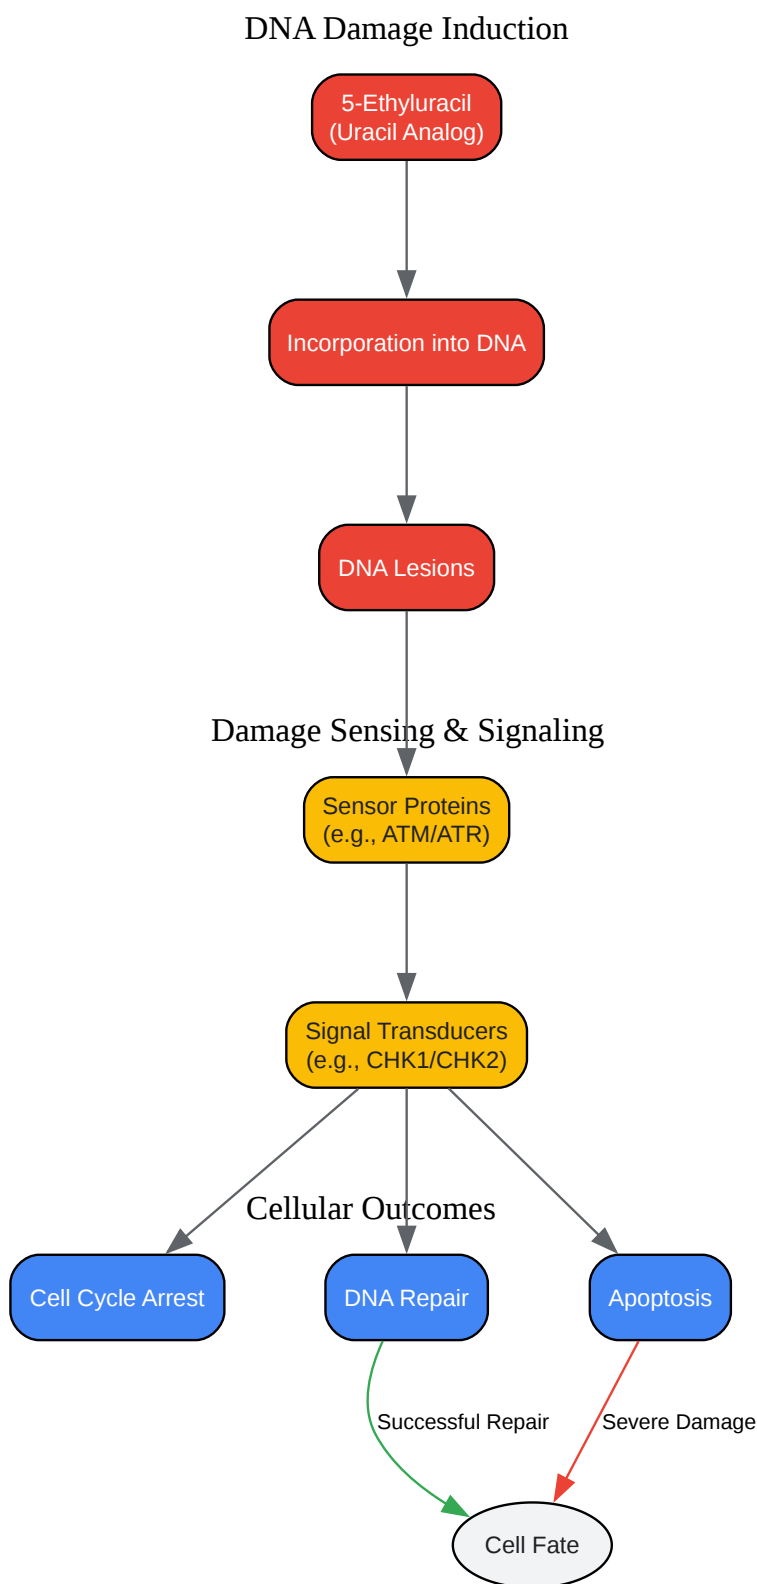 DNA Damage Induction
5-Ethyluracil
(Uracil Analog)
Incorporation into DNA
DNA Lesions
Damage Sensing & Signaling
Sensor Proteins
(e.g., ATM/ATR)
Signal Transducers
(e.g., CHK1/CHK2)
Cellular Outcomes
Cell Cycle Arrest
DNA Repair
Apoptosis
Successful Repair
Severe Damage
Cell Fate